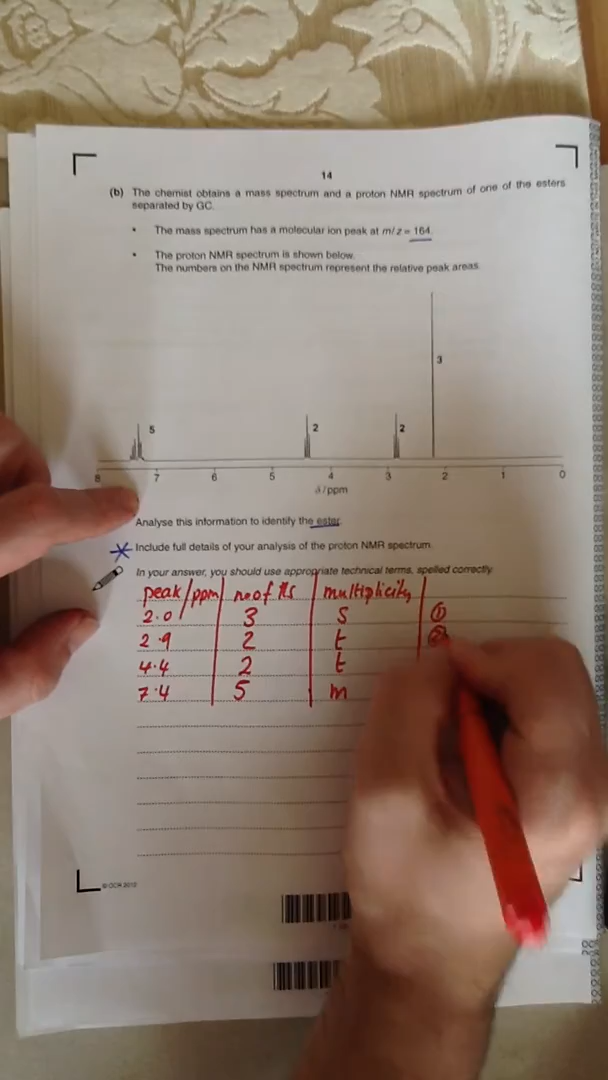 14
(b) The chemist obtains a mass spectrum and a proton NMR spectrum of one of the esters
separated by GC.
• The mass spectrum has a molecular ion peak at m/z = 164.
• The proton NMR spectrum is shown below.
The numbers on the NMR spectrum represent the relative peak areas.
3
5 2 2
8 7 6 5 4 3 2 1 0
δ/ppm
Analyse this information to identify the ester.
Include full details of your analysis of the proton NMR spectrum.
In your answer, you should use appropriate technical terms, spelled correctly.
peak/ppm no of Hs multiplicity
2.0 3 s ①
2.9 2 t ②
4.4 2 t
7.4 5 m
© OCR 2012